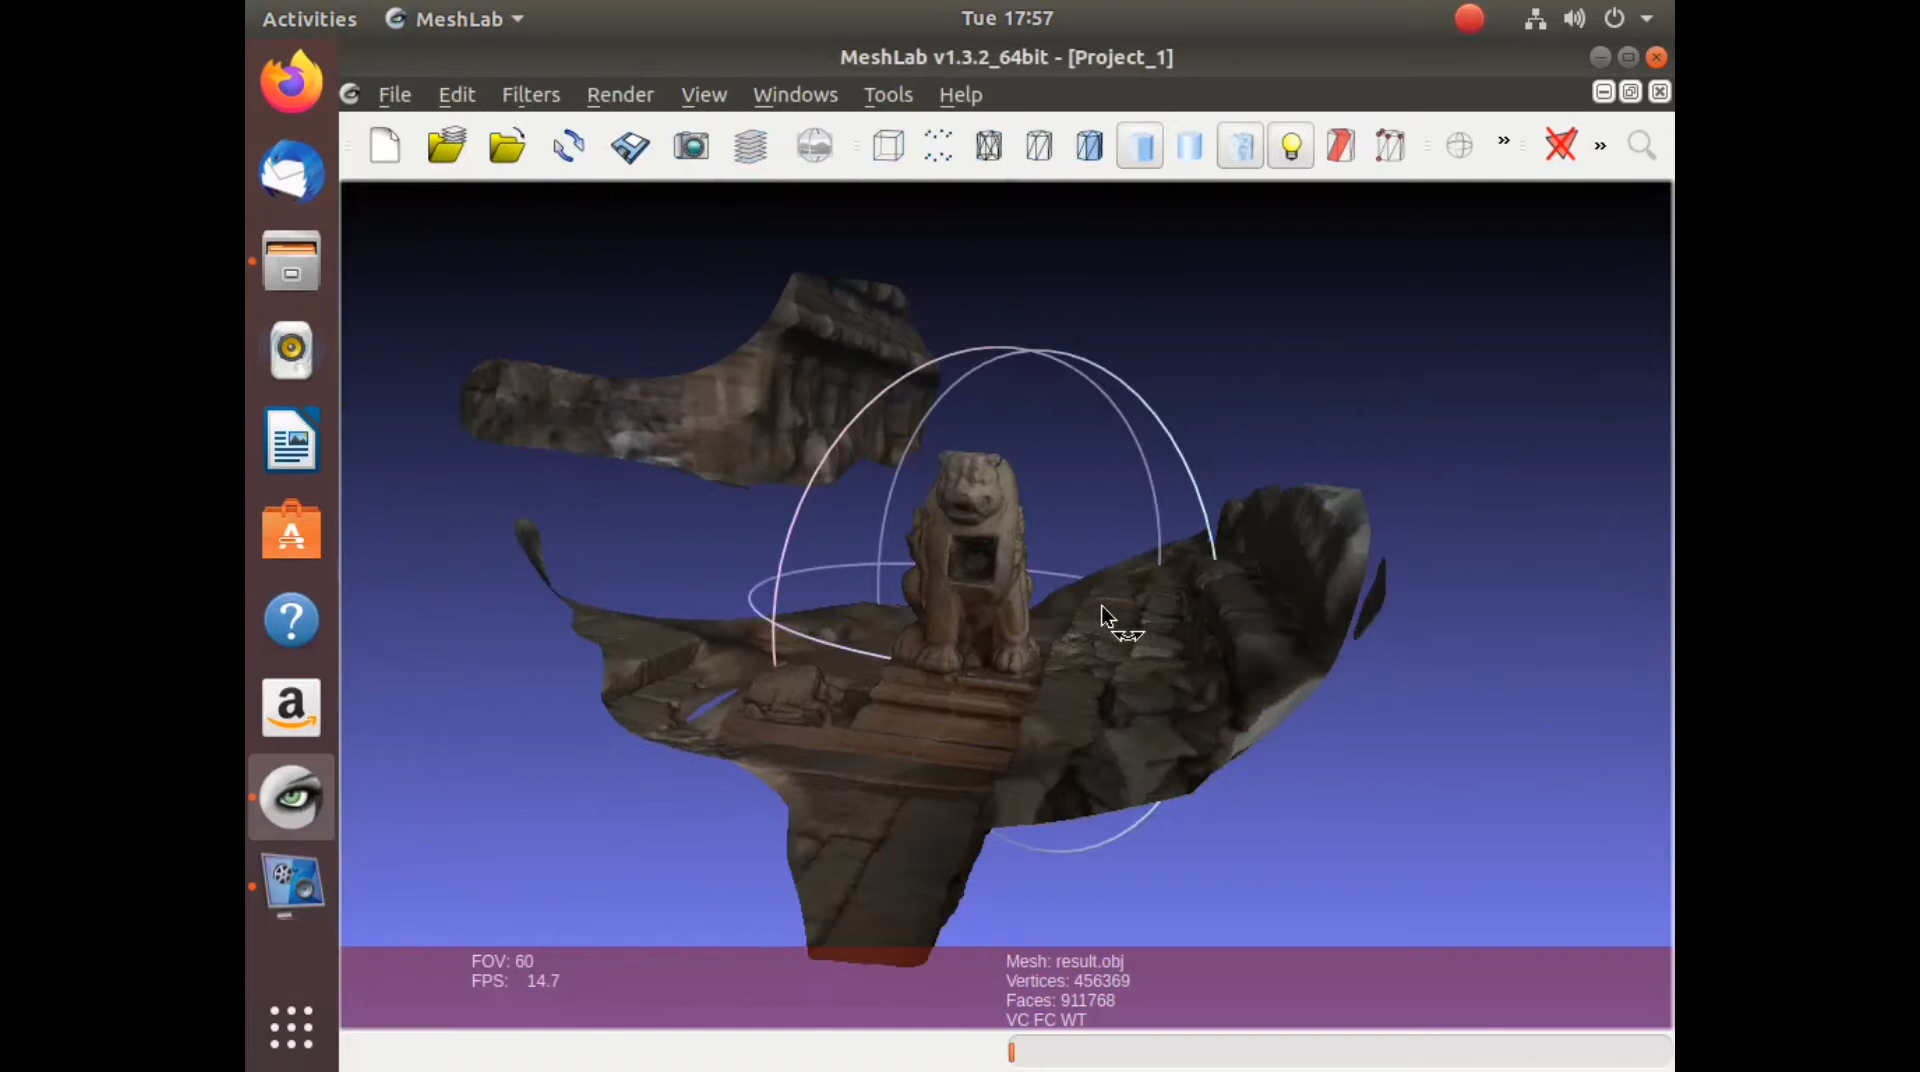 Activities
MeshLab
Tue 17:57
MeshLab v1.3.2_64bit - [Project_1]
File Edit Filters Render View Windows Tools Help
FOV: 60
FPS: 14.7
Mesh: result.obj
Vertices: 456369
Faces: 911768
VC FC WT